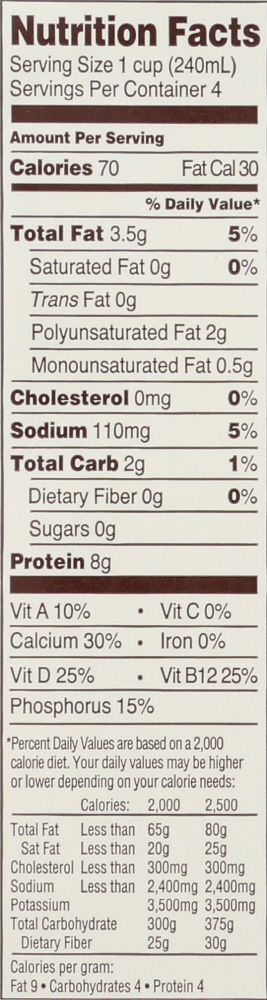 Nutrition Facts
Serving Size 1 cup (240mL)
Servings Per Container 4
Amount Per Serving
Calories 70 Fat Cal 30
% Daily Value*
Total Fat 3.5g 5%
Saturated Fat 0g 0%
Trans Fat 0g
Polyunsaturated Fat 2g
Monounsaturated Fat 0.5g
Cholesterol 0mg 0%
Sodium 110mg 5%
Total Carb 2g 1%
Dietary Fiber 0g 0%
Sugars 0g
Protein 8g
Vit A 10% • Vit C 0%
Calcium 30% • Iron 0%
Vit D 25% • Vit B12 25%
Phosphorus 15%
*Percent Daily Values are based on a 2,000
calorie diet. Your daily values may be higher
or lower depending on your calorie needs:
Calories: 2,000 2,500
Total Fat Less than 65g 80g
Sat Fat Less than 20g 25g
Cholesterol Less than 300mg 300mg
Sodium Less than 2,400mg 2,400mg
Potassium 3,500mg 3,500mg
Total Carbohydrate 300g 375g
Dietary Fiber 25g 30g
Calories per gram:
Fat 9 • Carbohydrates 4 • Protein 4